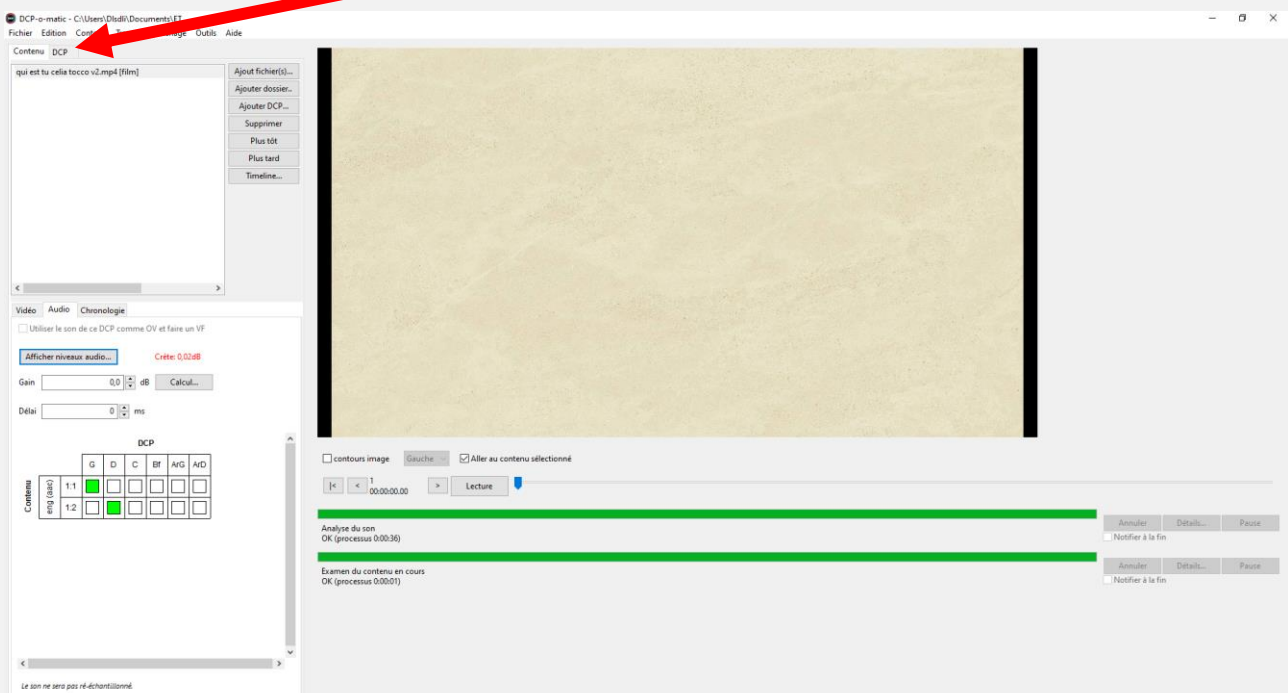 DCP-o-matic - C:\Users\Dlsdli\Documents\ET
Fichier Edition Outils Aide
Contenu DCP
qui est tu celia tocco v2.mp4 [film]
Ajout fichier(s)...
Ajouter dossier..
Ajouter DCP...
Supprimer
Plus tôt
Plus tard
Timeline...
Vidéo Audio Chronologie
Utiliser le son de ce DCP comme OV et faire un VF
Afficher niveaux audio... Crête: 0,02dB
Gain 0,0 dB Calcul...
Délai 0 ms
DCP
G D C Bf ArG ArD
Contenu
eng (aac)
1:1
1:2
Le son ne sera pas ré-échantillonné.
contours image Gauche Aller au contenu sélectionné
|< < 1 > Lecture
00:00:00.00
Analyse du son
OK (processus 0:00:36)
Annuler Détails... Pause
Notifier à la fin
Examen du contenu en cours
OK (processus 0:00:01)
Annuler Détails... Pause
Notifier à la fin